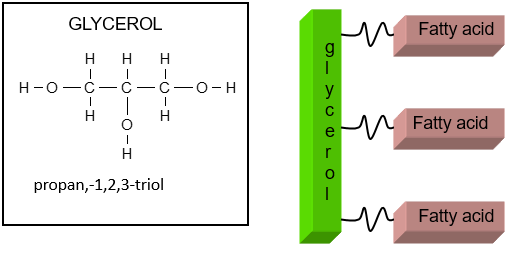 GLYCEROL
H H H
H – O – C – C – C – O – H
H O H
H
propan,-1,2,3-triol
glycerol
Fatty acid
Fatty acid
Fatty acid